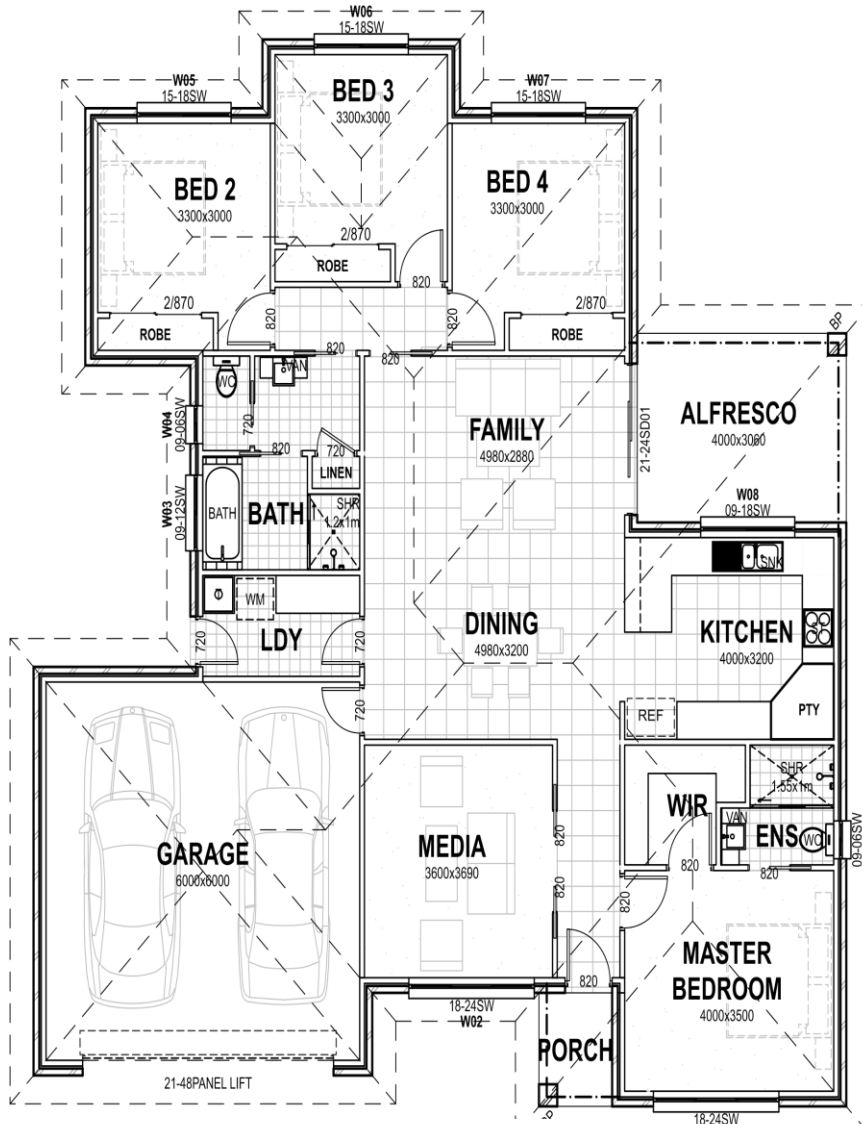 W06
15-18SW
W05
15-18SW
W07
15-18SW
BED 3
3300x3000
BED 2
3300x3000
BED 4
3300x3000
2/870
ROBE
820
2/870
ROBE
820
820
2/870
ROBE
BP
820
820
WC
VAN
720
W04
09-06SW
820
720
LINEN
FAMILY
4980x2880
21-24SD01
ALFRESCO
4000x3060
W08
09-18SW
W03
09-12SW
BATH
BATH
SHR
1.2x1m
SNK
WM
LDY
720
720
DINING
4980x3200
KITCHEN
4000x3200
REF
PTY
720
SHR
1.55x1m
WIR
VAN
ENS
WC
09-06SW
GARAGE
6000x6000
MEDIA
3600x3690
820
820
820
820
820
MASTER
BEDROOM
4000x3500
820
18-24SW
W02
PORCH
21-48PANEL LIFT
BP
18-24SW